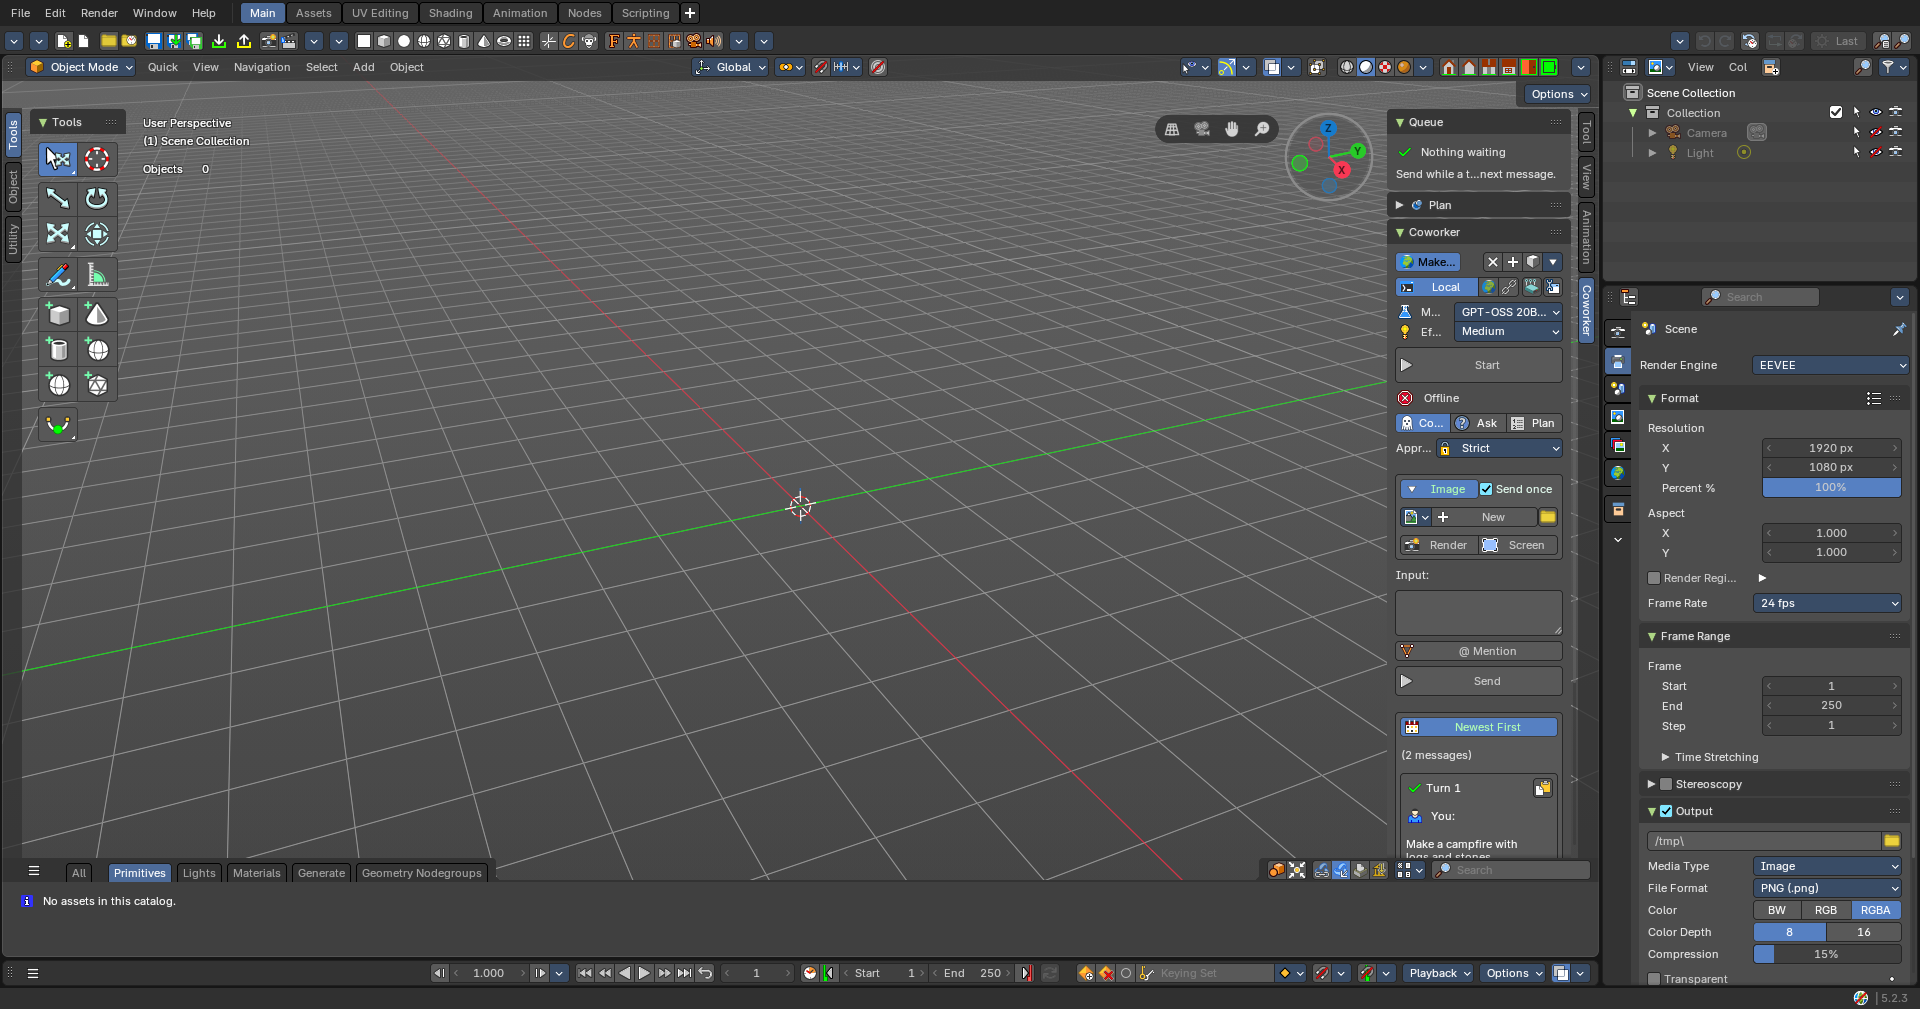 File Edit Render Window Help Main Assets UV Editing Shading Animation Nodes Scripting
Last
Object Mode Quick View Navigation Select Add Object Global
View Col
Options
Scene Collection
Collection
Camera
Light
Tools
Tools
Object
Utility
User Perspective
(1) Scene Collection
Objects 0
Z
Y
X
Queue
Nothing waiting
Send while a t...next message.
Plan
Coworker
Make...
Local
M... GPT-OSS 20B...
Ef... Medium
Start
Offline
Co... Ask Plan
Appr... Strict
Image Send once
New
Render Screen
Input:
@ Mention
Send
Newest First
(2 messages)
Turn 1
You:
Make a campfire with
logs and stones
Tool
View
Animation
Coworker
Search
Scene
Render Engine EEVEE
Format
Resolution
X 1920 px
Y 1080 px
Percent % 100%
Aspect
X 1.000
Y 1.000
Render Regi...
Frame Rate 24 fps
Frame Range
Frame
Start 1
End 250
Step 1
Time Stretching
Stereoscopy
Output
/tmp\
Media Type Image
File Format PNG (.png)
Color BW RGB RGBA
Color Depth 8 16
Compression 15%
Transparent
All Primitives Lights Materials Generate Geometry Nodegroups
Search
No assets in this catalog.
1.000 1 Start 1 End 250 Keying Set Playback Options
5.2.3